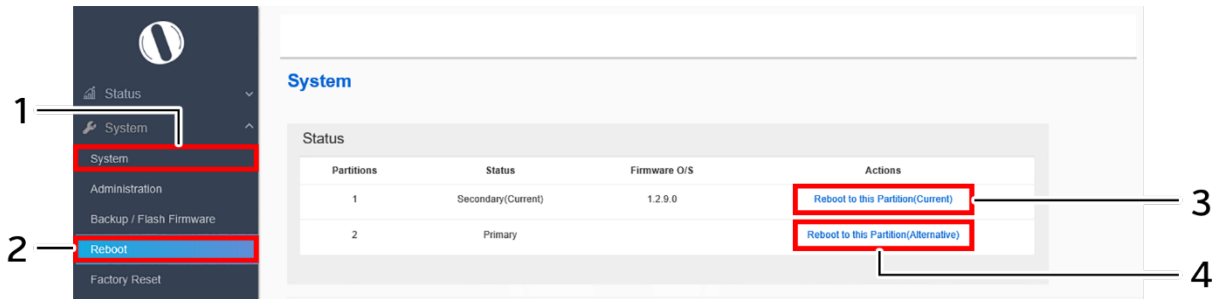 Status
System
System
Administration
Backup / Flash Firmware
Reboot
Factory Reset
System
Status
Partitions Status Firmware O/S Actions
1 Secondary(Current) 1.2.9.0 Reboot to this Partition(Current)
2 Primary Reboot to this Partition(Alternative)
1
2
3
4